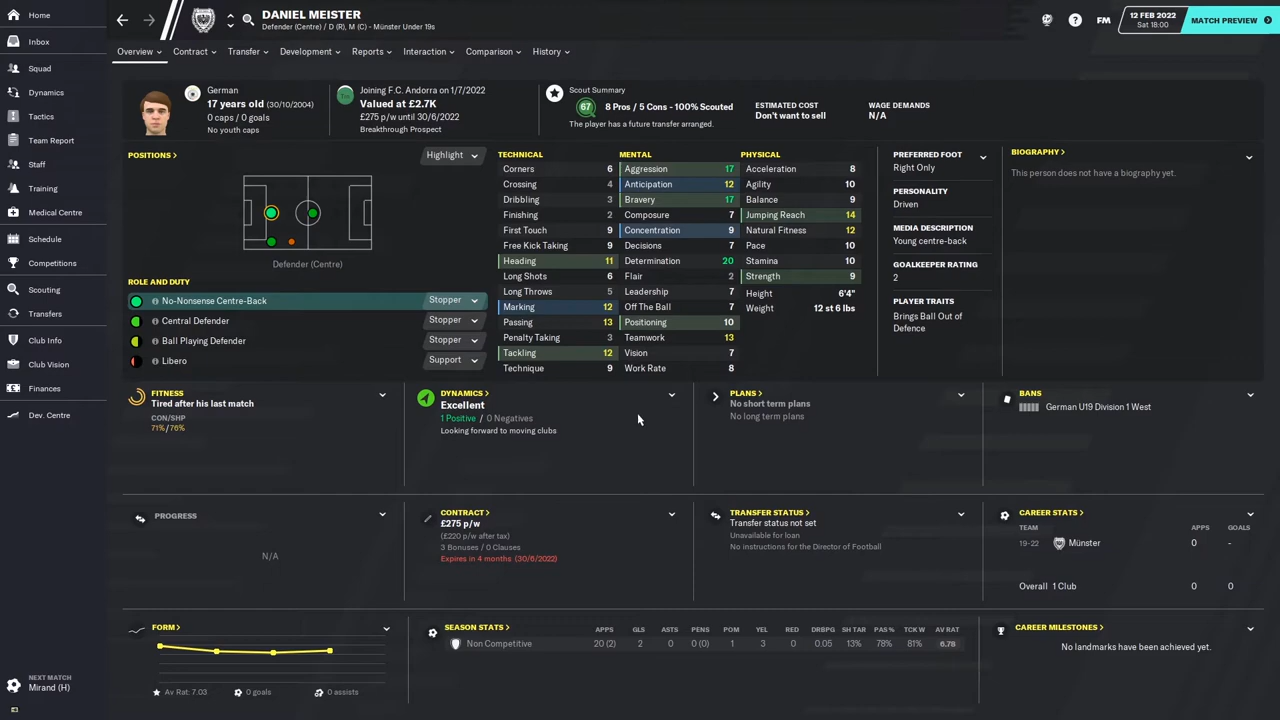 Home
Inbox
Squad
Dynamics
Tactics
Team Report
Staff
Training
Medical Centre
Schedule
Competitions
Scouting
Transfers
Club Info
Club Vision
Finances
Dev. Centre
NEXT MATCH
Mirand (H)
DANIEL MEISTER
Defender (Centre) / D (R), M (C) - Münster Under 19s
FM
12 FEB 2022
Sat 18:00
MATCH PREVIEW
Overview
Contract
Transfer
Development
Reports
Interaction
Comparison
History
German
17 years old (30/10/2004)
0 caps / 0 goals
No youth caps
Joining F.C. Andorra on 1/7/2022
Valued at £2.7K
£275 p/w until 30/6/2022
Breakthrough Prospect
Scout Summary
67
8 Pros / 5 Cons - 100% Scouted
The player has a future transfer arranged.
ESTIMATED COST
Don't want to sell
WAGE DEMANDS
N/A
POSITIONS
Highlight
Defender (Centre)
ROLE AND DUTY
No-Nonsense Centre-Back Stopper
Central Defender Stopper
Ball Playing Defender Stopper
Libero Support
TECHNICAL
Corners 6
Crossing 4
Dribbling 3
Finishing 2
First Touch 9
Free Kick Taking 9
Heading 11
Long Shots 6
Long Throws 5
Marking 12
Passing 13
Penalty Taking 3
Tackling 12
Technique 9
MENTAL
Aggression 17
Anticipation 12
Bravery 17
Composure 7
Concentration 9
Decisions 7
Determination 20
Flair 2
Leadership 7
Off The Ball 7
Positioning 10
Teamwork 13
Vision 7
Work Rate 8
PHYSICAL
Acceleration 8
Agility 10
Balance 9
Jumping Reach 14
Natural Fitness 12
Pace 10
Stamina 10
Strength 9
Height 6'4"
Weight 12 st 6 lbs
PREFERRED FOOT
Right Only
PERSONALITY
Driven
MEDIA DESCRIPTION
Young centre-back
GOALKEEPER RATING
2
PLAYER TRAITS
Brings Ball Out of
Defence
BIOGRAPHY
This person does not have a biography yet.
FITNESS
Tired after his last match
CON/SHP
71%/76%
DYNAMICS
Excellent
1 Positive / 0 Negatives
Looking forward to moving clubs
PLANS
No short term plans
No long term plans
BANS
German U19 Division 1 West
PROGRESS
N/A
CONTRACT
£275 p/w
(£220 p/w after tax)
3 Bonuses / 0 Clauses
Expires in 4 months (30/6/2022)
TRANSFER STATUS
Transfer status not set
Unavailable for loan
No instructions for the Director of Football
CAREER STATS
TEAM APPS GOALS
19-22 Münster 0 -
Overall 1 Club 0 0
FORM
Av Rat: 7.03 0 goals 0 assists
SEASON STATS APPS GLS ASTS PENS POM YEL RED DRBPG SH TAR PAS% TCK W AV RAT
Non Competitive 20 (2) 2 0 0 (0) 1 3 0 0.05 13% 78% 81% 6.78
CAREER MILESTONES
No landmarks have been achieved yet.